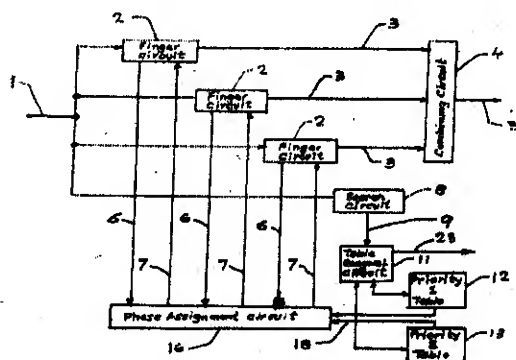 2
3
Finger
Circuit
4
1
2
3
Finger
Circuit
Combining Circuit
5
2
Finger
Circuit
3
Search
Circuit
8
6
6
6
9
23
7
7
7
Table
Circuit
11
Priority
1
Table
12
Phase Assignment Circuit
16
18
Priority
2
Table
13